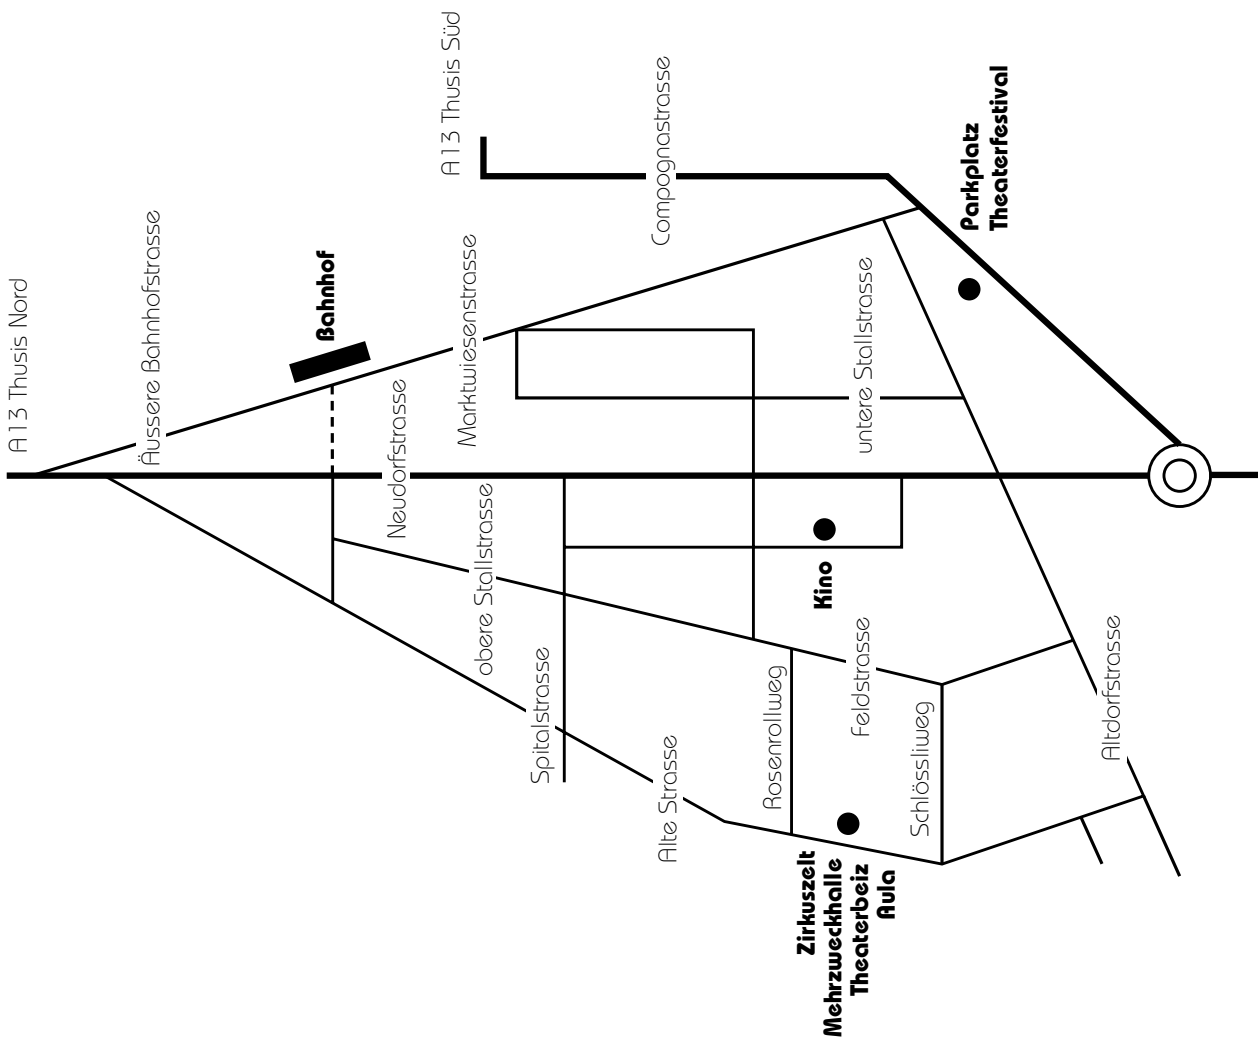 A13 Thusis Nord
Äussere Bahnhofstrasse
Bahnhof
Neudorfstrasse
A13 Thusis Süd
Marktwiesenstrasse
obere Stallstrasse
Spitalstrasse
Compognastrasse
Alte Strasse
Rosenrollweg
Zirkuszelt
Mehrzweckhalle
Theaterbeiz
Aula
Kino
untere Stallstrasse
Feldstrasse
Schlössliweg
Parkplatz
Theaterfestival
Altdorfstrasse